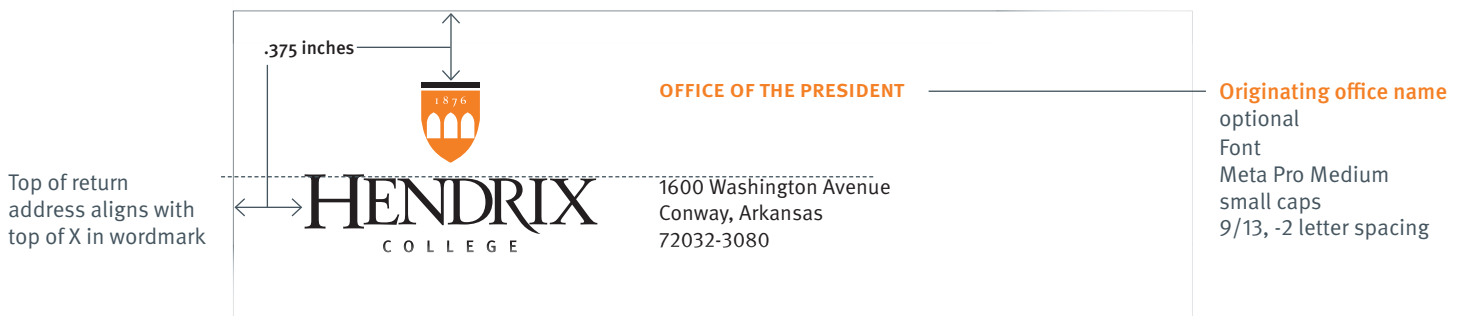 .375 inches
1876
HENDRIX
COLLEGE
OFFICE OF THE PRESIDENT
1600 Washington Avenue
Conway, Arkansas
72032-3080
Top of return
address aligns with
top of X in wordmark
Originating office name
optional
Font
Meta Pro Medium
small caps
9/13, -2 letter spacing